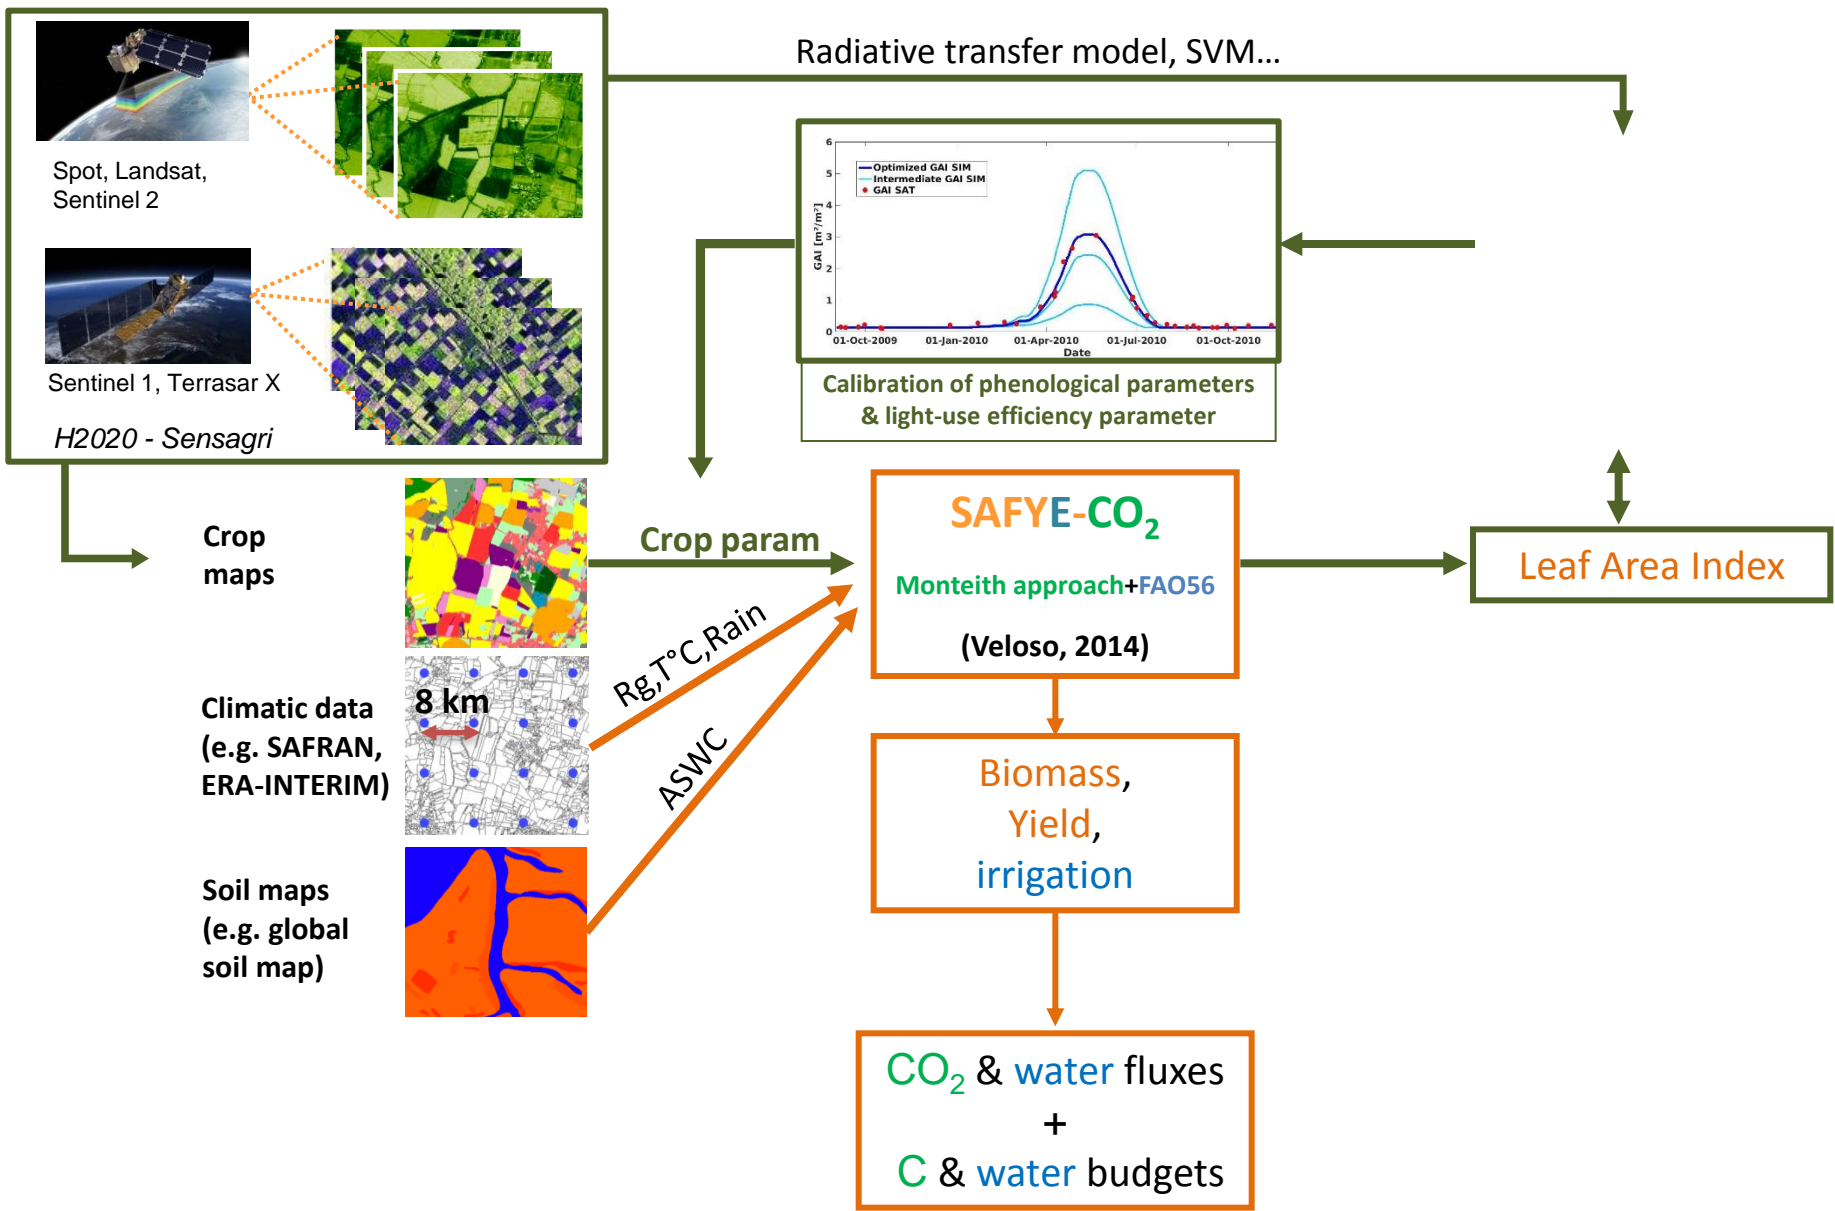 Radiative transfer model, SVM...
Spot, Landsat,
Sentinel 2
Sentinel 1, Terrasar X
H2020 - Sensagri
6
5
4
3
2
1
0
GAI [m²/m²]
Optimized GAI SIM
Intermediate GAI SIM
GAI SAT
01-Oct-2009
01-Jan-2010
01-Apr-2010
01-Jul-2010
01-Oct-2010
Date
Calibration of phenological parameters
& light-use efficiency parameter
Crop
maps
Crop param
SAFYE-CO₂
Monteith approach+FAO56
(Veloso, 2014)
Leaf Area Index
Climatic data
(e.g. SAFRAN,
ERA-INTERIM)
8 km
Rg,T°C,Rain
ASWC
Soil maps
(e.g. global
soil map)
Biomass,
Yield,
irrigation
CO₂ & water fluxes
+
C & water budgets